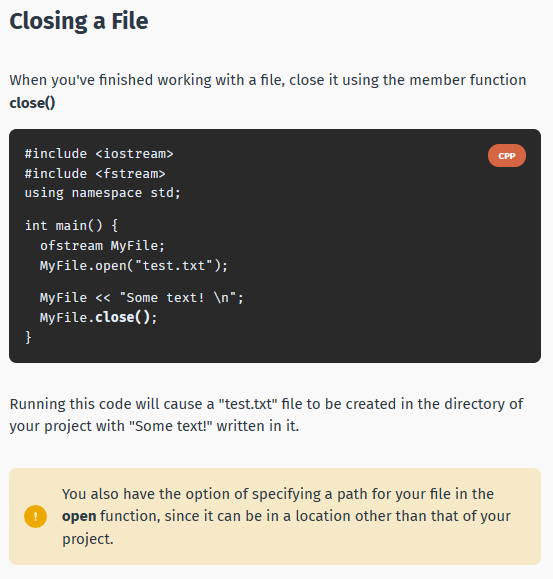 Closing a File
When you've finished working with a file, close it using the member function
close()
CPP
#include <iostream>
#include <fstream>
using namespace std;
int main() {
  ofstream MyFile;
  MyFile.open("test.txt");
  MyFile << "Some text! \n";
  MyFile.close();
}
Running this code will cause a "test.txt" file to be created in the directory of
your project with "Some text!" written in it.
!
You also have the option of specifying a path for your file in the
open function, since it can be in a location other than that of your
project.